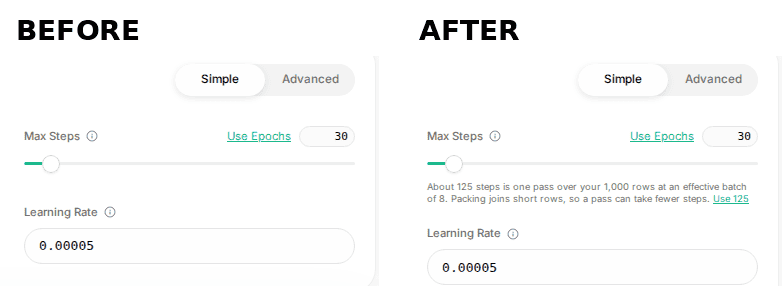 BEFORE
Simple
Advanced
Max Steps
Use Epochs
30
Learning Rate
0.00005
AFTER
Simple
Advanced
Max Steps
Use Epochs
30
About 125 steps is one pass over your 1,000 rows at an effective batch
of 8. Packing joins short rows, so a pass can take fewer steps. Use 125
Learning Rate
0.00005